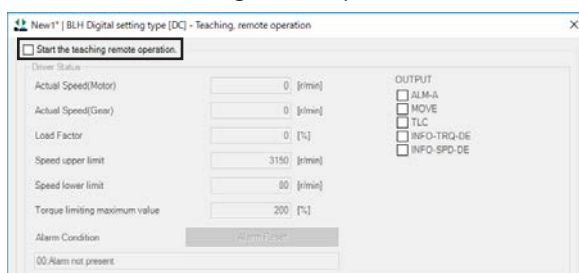 New1* | BLH Digital setting type [DC] - Teaching, remote operation
Start the teaching remote operation.
Driver Status
Actual Speed(Motor) 0 [r/min]
Actual Speed(Gear) 0 [r/min]
Load Factor 0 [%]
Speed upper limit 3150 [r/min]
Speed lower limit 80 [r/min]
Torque limiting maximum value 200 [%]
Alarm Condition Alarm Reset
00:Alarm not present
OUTPUT
ALM-A
MOVE
TLC
INFO-TRQ-DE
INFO-SPD-DE